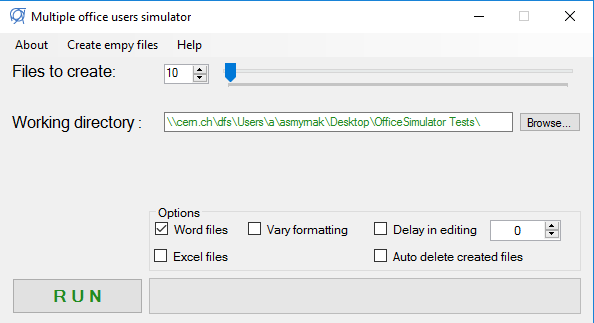 Multiple office users simulator
About Create empy files Help
Files to create: 10
Working directory : \\cern.ch\dfs\Users\a\asmymak\Desktop\OfficeSimulator Tests\ Browse...
Options
Word files Vary formatting Delay in editing 0
Excel files Auto delete created files
R U N